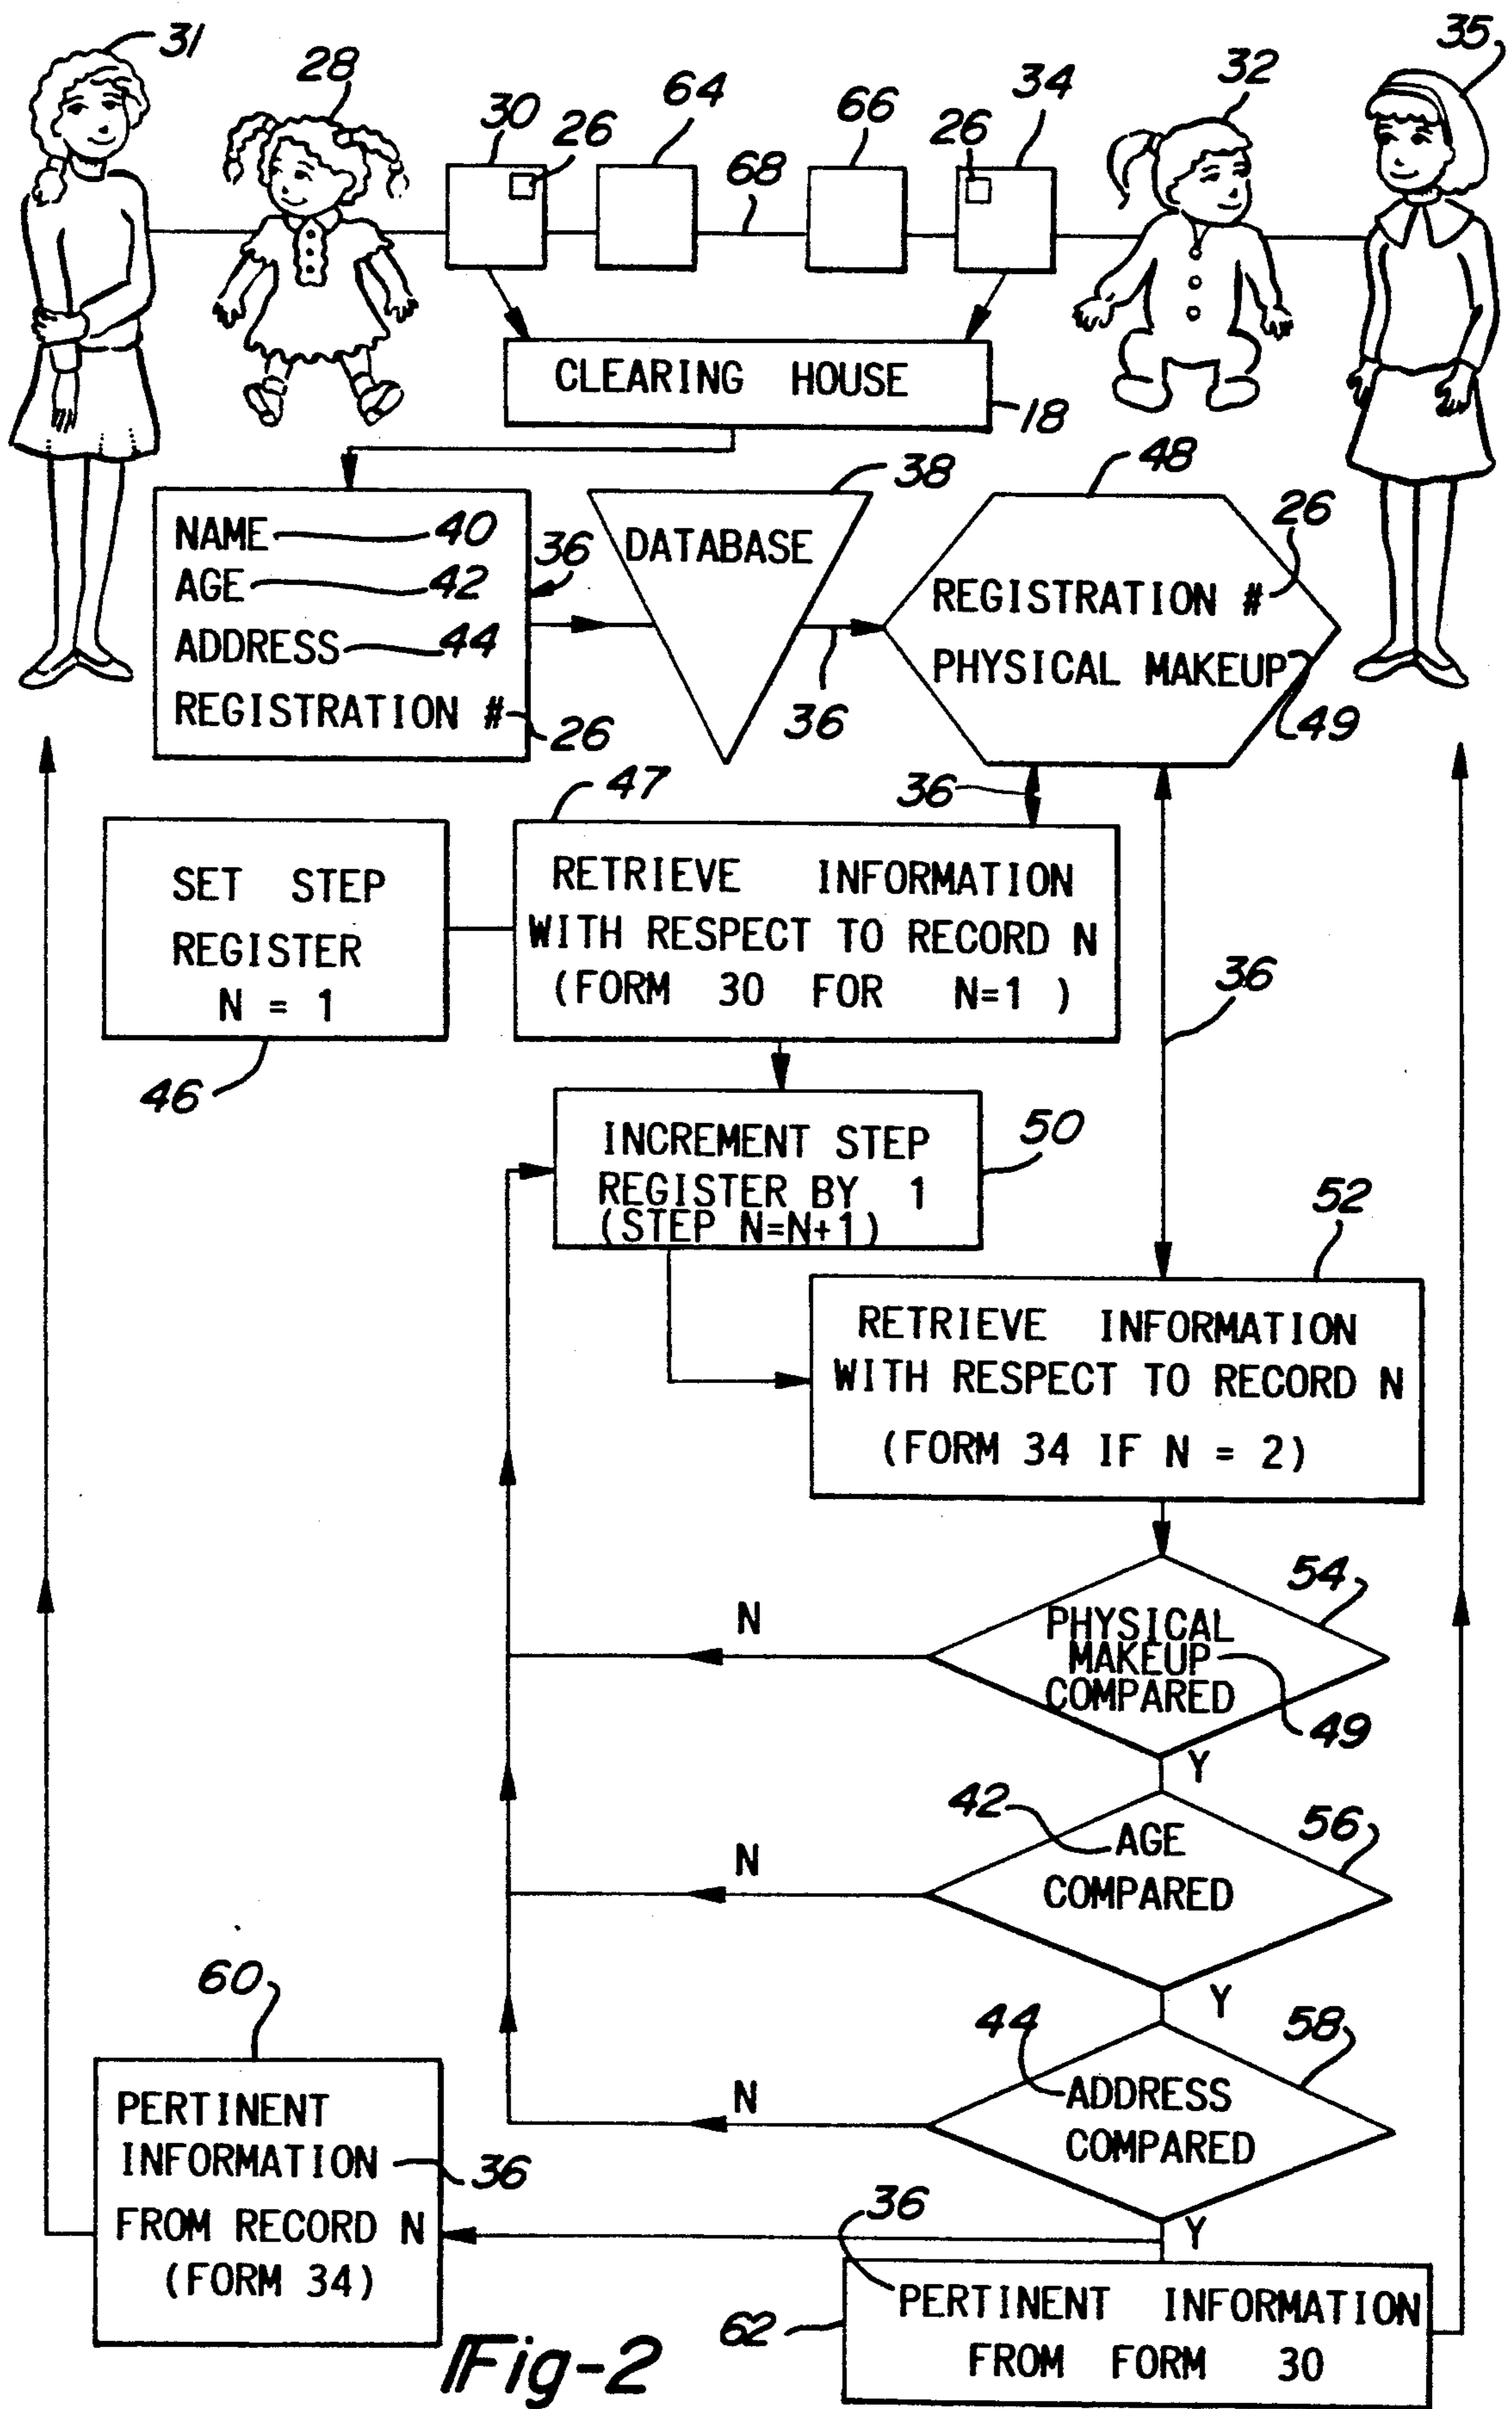 31
28
30
26
64
68
66
26
34
32
35
CLEARING HOUSE
18
NAME 40
AGE 42
ADDRESS 44
REGISTRATION # 26
36
38
DATABASE
36
48
26
REGISTRATION #
PHYSICAL MAKEUP
49
36
47
SET STEP
REGISTER
N = 1
46
RETRIEVE INFORMATION
WITH RESPECT TO RECORD N
(FORM 30 FOR N=1 )
36
INCREMENT STEP
REGISTER BY 1
(STEP N=N+1)
50
52
RETRIEVE INFORMATION
WITH RESPECT TO RECORD N
(FORM 34 IF N = 2)
54
N
PHYSICAL
MAKEUP
COMPARED
49
Y
42
56
N
AGE
COMPARED
Y
44
58
N
ADDRESS
COMPARED
Y
60
PERTINENT
INFORMATION 36
FROM RECORD N
(FORM 34)
36
62
PERTINENT INFORMATION
FROM FORM 30
Fig-2